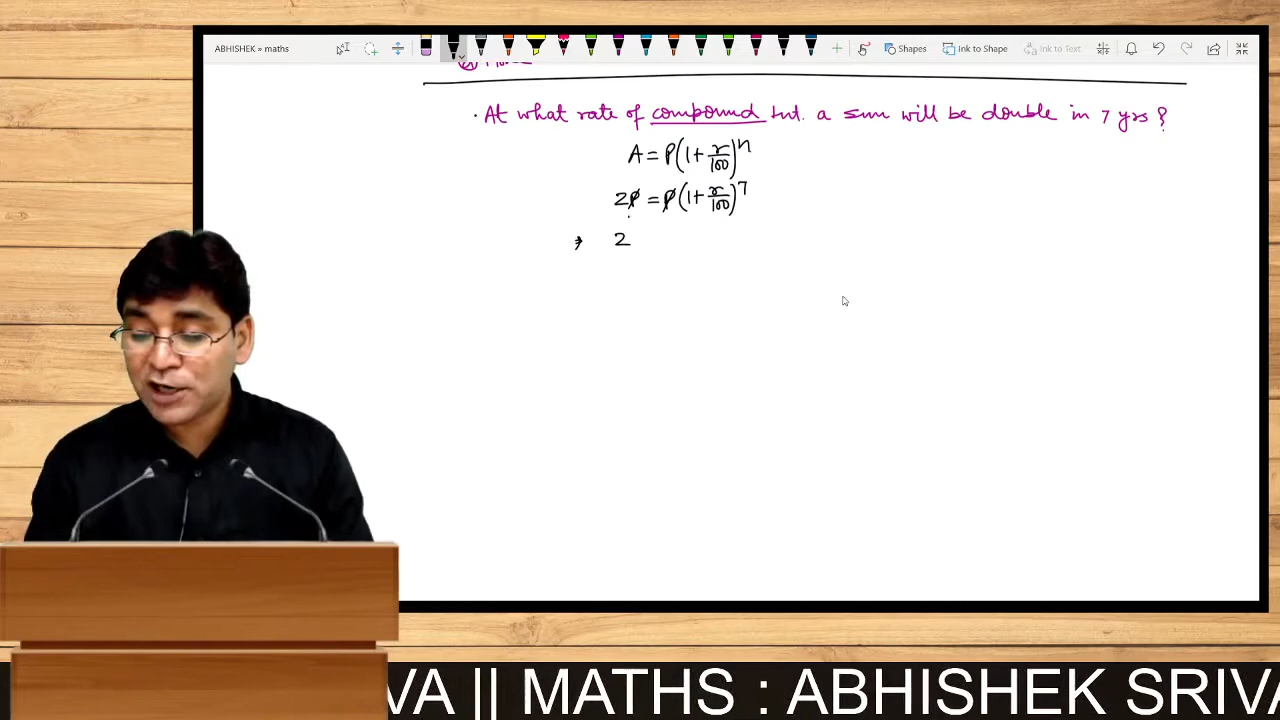 ABHISHEK » maths
Shapes
Ink to Shape
Ink to Text
· At what rate of compound Int. a sum will be double in 7 yrs ?
A = P(1+ r/100)^n
2P = P(1+ r/100)^7
⇒ 2
VA || MATHS : ABHISHEK SRIVA